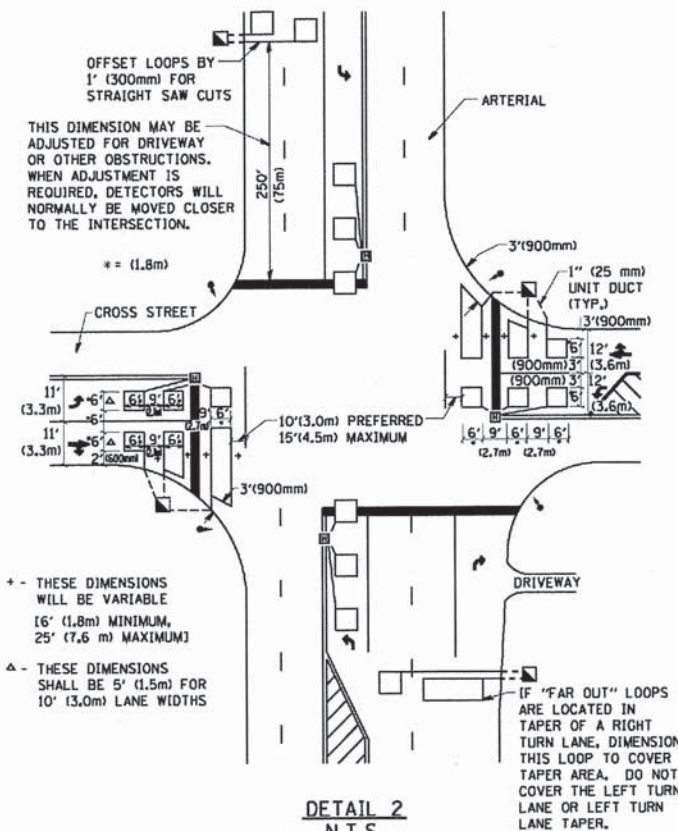 OFFSET LOOPS BY
1' (300mm) FOR
STRAIGHT SAW CUTS
THIS DIMENSION MAY BE
ADJUSTED FOR DRIVEWAY
OR OTHER OBSTRUCTIONS.
WHEN ADJUSTMENT IS
REQUIRED, DETECTORS WILL
NORMALLY BE MOVED CLOSER
TO THE INTERSECTION.
* = (1.8m)
250'
(75m)
ARTERIAL
3'(900mm)
1" (25 mm)
UNIT DUCT
(TYP.)
CROSS STREET
3'(900mm)
6'
12'
(3.6m)
(900mm) 3'
(900mm) 3'
12'
6'
(3.6m)
H
H
H
H
11'
(3.3m)
6' 6' 9' 6'
6'
11'
(3.3m)
6' 6' 9' 6'
2' (600mm)
9' 6'
(2.7m)
10'(3.0m) PREFERRED
15'(4.5m) MAXIMUM
6' 9' 6' 9' 6'
(2.7m) (2.7m)
3'(900mm)
+ - THESE DIMENSIONS
WILL BE VARIABLE
[6' (1.8m) MINIMUM,
25' (7.6 m) MAXIMUM]
△ - THESE DIMENSIONS
SHALL BE 5' (1.5m) FOR
10' (3.0m) LANE WIDTHS
DRIVEWAY
IF "FAR OUT" LOOPS
ARE LOCATED IN
TAPER OF A RIGHT
TURN LANE, DIMENSION
THIS LOOP TO COVER
TAPER AREA. DO NOT
COVER THE LEFT TURN
LANE OR LEFT TURN
LANE TAPER.
DETAIL 2
N.T.S.